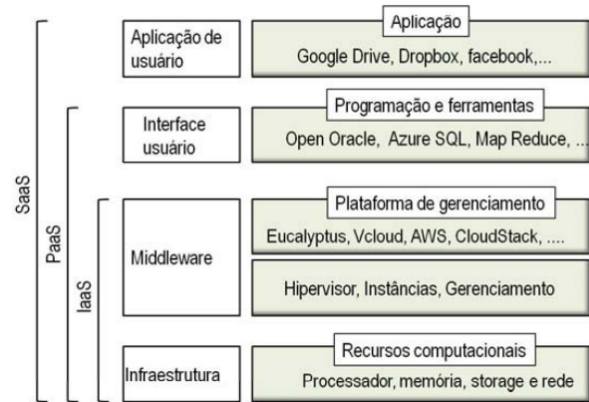 SaaS
PaaS
IaaS
Aplicação de
usuário
Aplicação
Google Drive, Dropbox, facebook,...
Interface
usuário
Programação e ferramentas
Open Oracle, Azure SQL, Map Reduce, ...
Middleware
Plataforma de gerenciamento
Eucalyptus, Vcloud, AWS, CloudStack, ....
Hipervisor, Instâncias, Gerenciamento
Infraestrutura
Recursos computacionais
Processador, memória, storage e rede